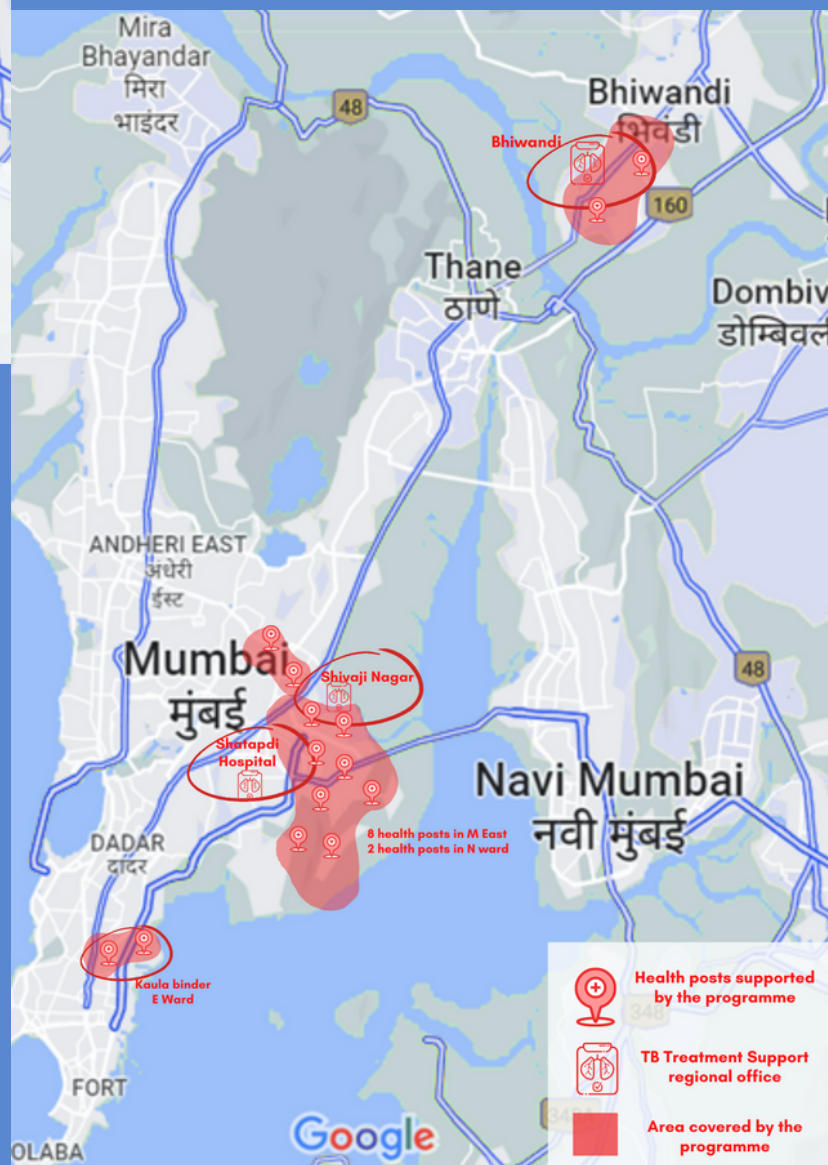 Mira
Bhayandar
मिरा
भाइंदर
48
Bhiwandi
भिवंडी
Bhiwandi
160
Thane
ठाणे
Dombiv
डोम्बिवल
ANDHERI EAST
अंधेरी
ईस्ट
Mumbai
मुंबई
Shivaji Nagar
48
Shatapdi
Hospital
Navi Mumbai
नवी मुंबई
8 health posts in M East
2 health posts in N ward
DADAR
दादर
Kaula binder
E Ward
FORT
OLABA
Google
Health posts supported
by the programme
348
TB Treatment Support
regional office
348A
Area covered by the
programme